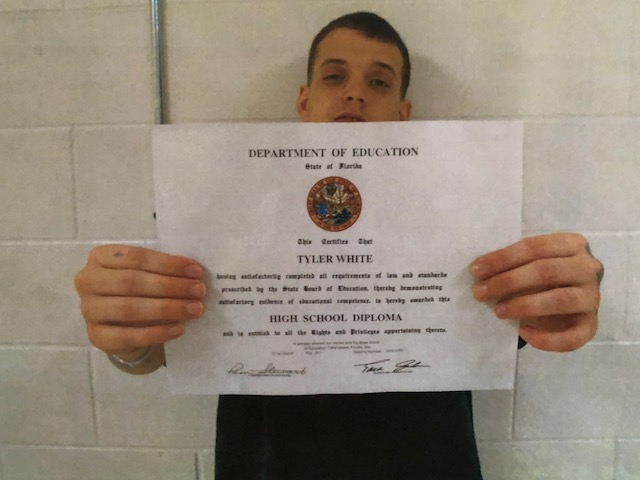 DEPARTMENT OF EDUCATION
State of Florida
This Certifies That
TYLER WHITE
having satisfactorily completed all requirements of law and standards
prescribed by the State Board of Education, thereby demonstrating
satisfactory evidence of educational competence, is hereby awarded this
HIGH SCHOOL DIPLOMA
and is entitled to all the Rights and Privileges appertaining thereto.